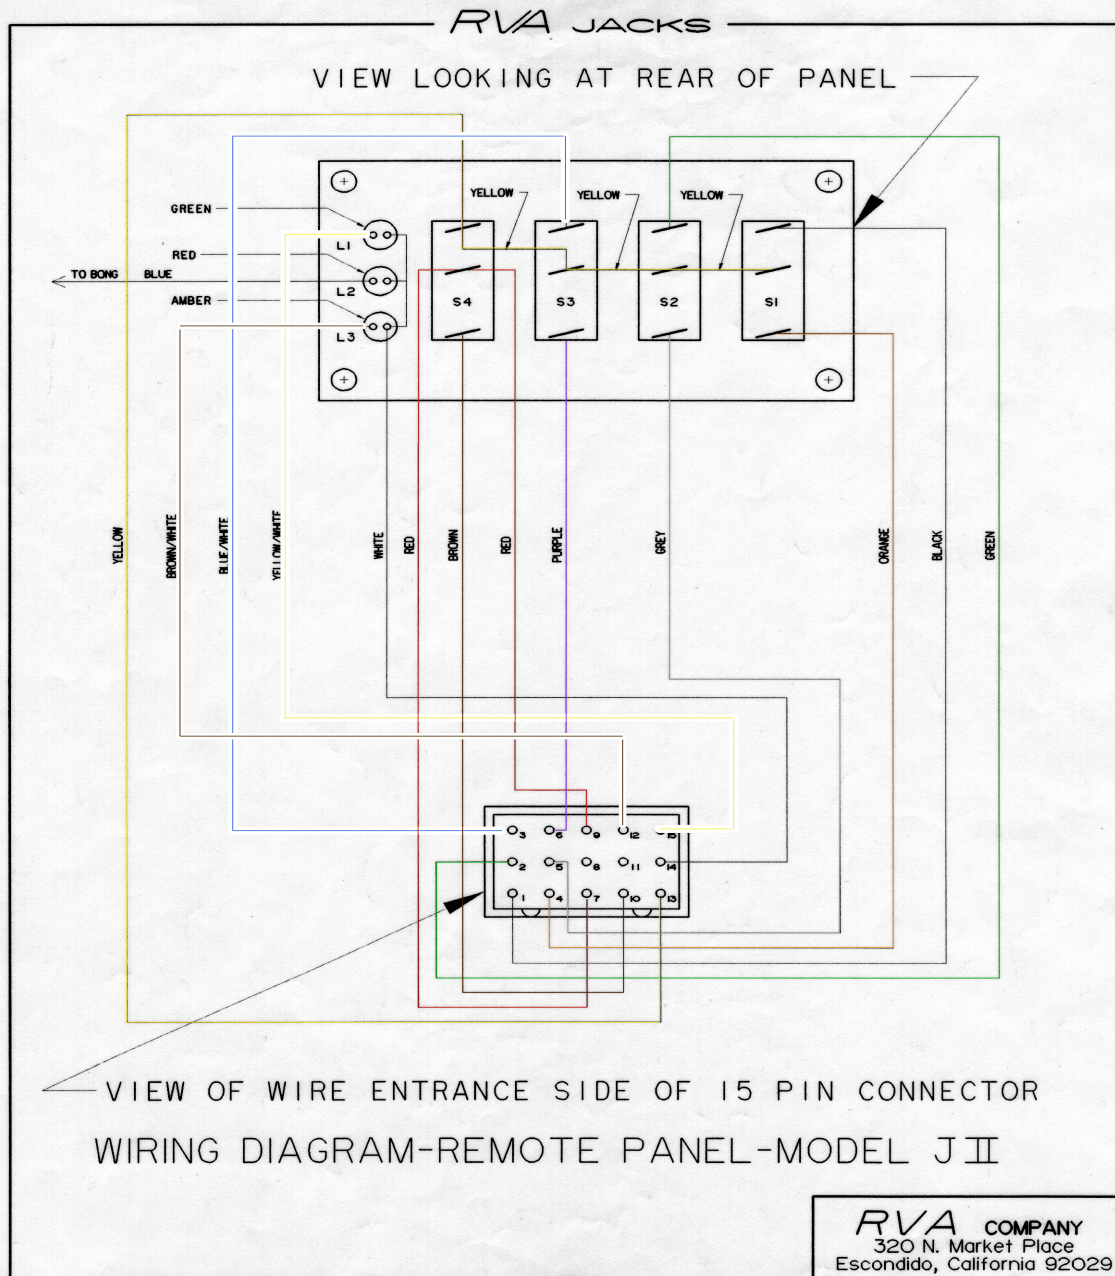 RVA JACKS
VIEW LOOKING AT REAR OF PANEL
YELLOW
YELLOW
YELLOW
GREEN
L1
RED
TO BONG
BLUE
L2
AMBER
L3
S4
S3
S2
S1
YELLOW
BROWN/WHITE
BLUE/WHITE
YELLOW/WHITE
WHITE
RED
BROWN
RED
PURPLE
GREY
ORANGE
BLACK
GREEN
3 6 9 12 15
2 5 8 11 14
1 4 7 10 13
VIEW OF WIRE ENTRANCE SIDE OF 15 PIN CONNECTOR
WIRING DIAGRAM-REMOTE PANEL-MODEL J II
RVA COMPANY
320 N. Market Place
Escondido, California 92029